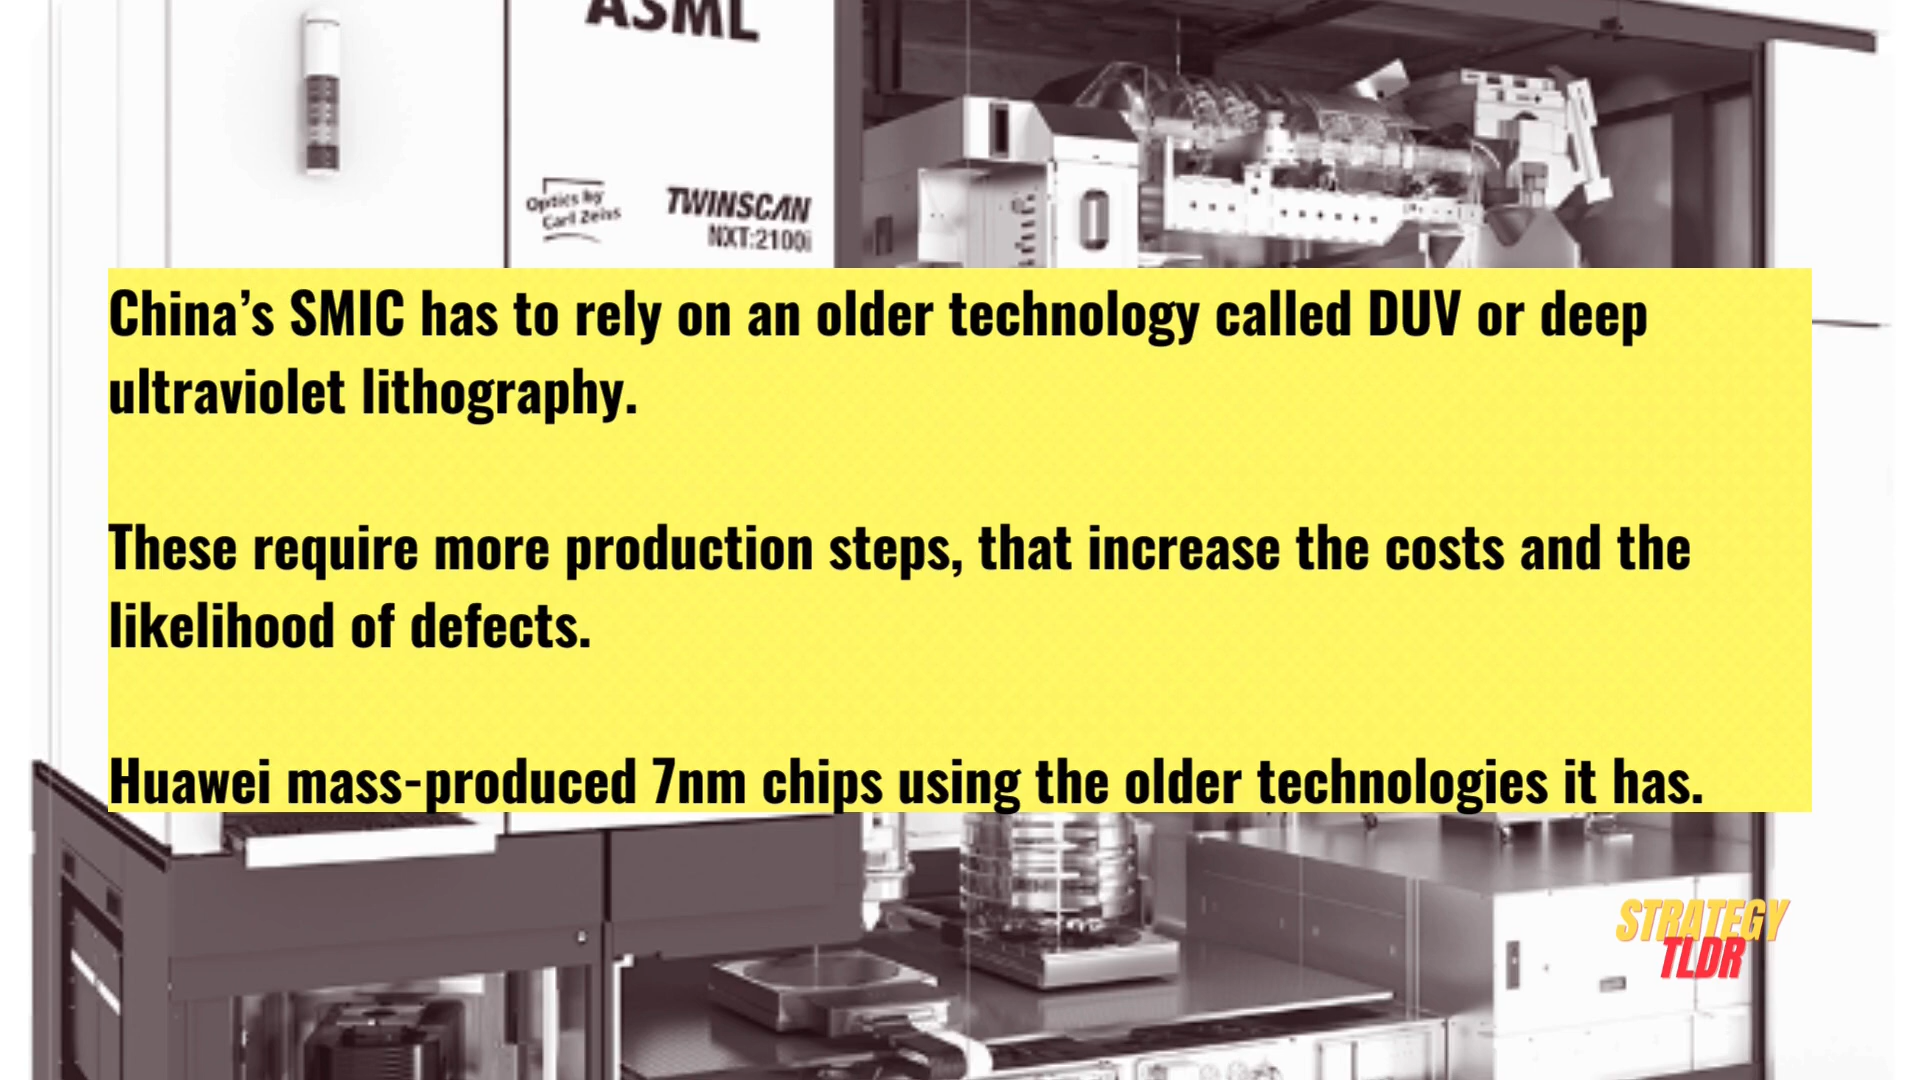 ASML
Optics by
Carl Zeiss
TWINSCAN
NXT:2100i
China’s SMIC has to rely on an older technology called DUV or deep
ultraviolet lithography.
These require more production steps, that increase the costs and the
likelihood of defects.
Huawei mass-produced 7nm chips using the older technologies it has.
STRATEGY
TLDR